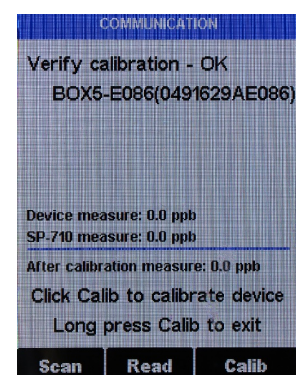 COMMUNICATION
Verify calibration - OK
BOX5-E086(0491629AE086)
Device measure: 0.0 ppb
SP-710 measure: 0.0 ppb
After calibration measure: 0.0 ppb
Click Calib to calibrate device
Long press Calib to exit
Scan Read Calib